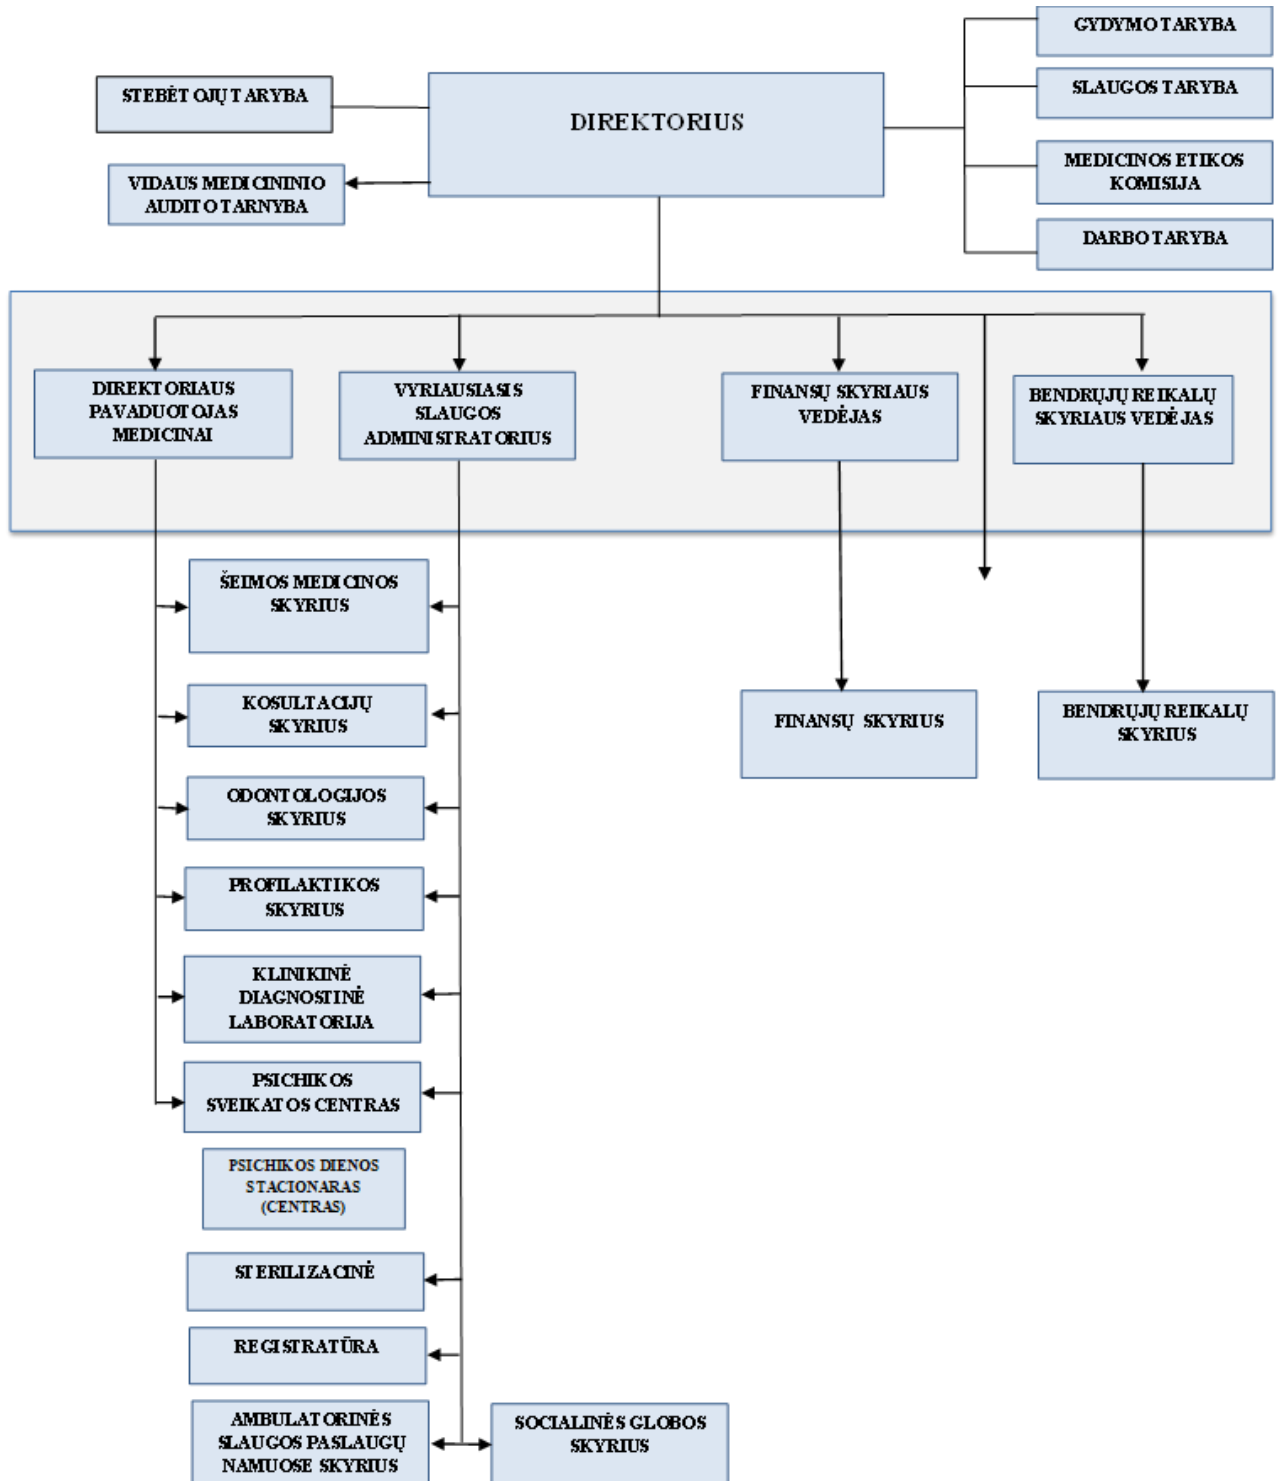 GYDYMO TARYBA
STEBĖTOJŲ TARYBA
DIREKTORIUS
SLAUGOS TARYBA
VIDAUS MEDICININIO
AUDITO TARNYBA
MEDICINOS ETIKOS
KOMISIJA
DARBO TARYBA
DIREKTORIAUS
PAVADUOTOJAS
MEDICINAI
VYRIAUSIASIS
SLAUGOS
ADMINISTRATORIUS
FINANSŲ SKYRIAUS
VEDĖJAS
BENDRŲJŲ REIKALŲ
SKYRIAUS VEDĖJAS
ŠEIMOS MEDICINOS
SKYRIUS
KOSULTACIJŲ
SKYRIUS
FINANSŲ SKYRIUS
BENDRŲJŲ REIKALŲ
SKYRIUS
ODONTOLOGIJOS
SKYRIUS
PROFILAKTIKOS
SKYRIUS
KLINIKINĖ
DIAGNOSTINĖ
LABORATORIJA
PSICHIKOS
SVEIKATOS CENTRAS
PSICHIKOS DIENOS
STACIONARAS
(CENTRAS)
STERILIZACINĖ
REGISTRATŪRA
AMBULATORINĖS
SLAUGOS PASLAUGŲ
NAMUOSE SKYRIUS
SOCIALINĖS GLOBOS
SKYRIUS